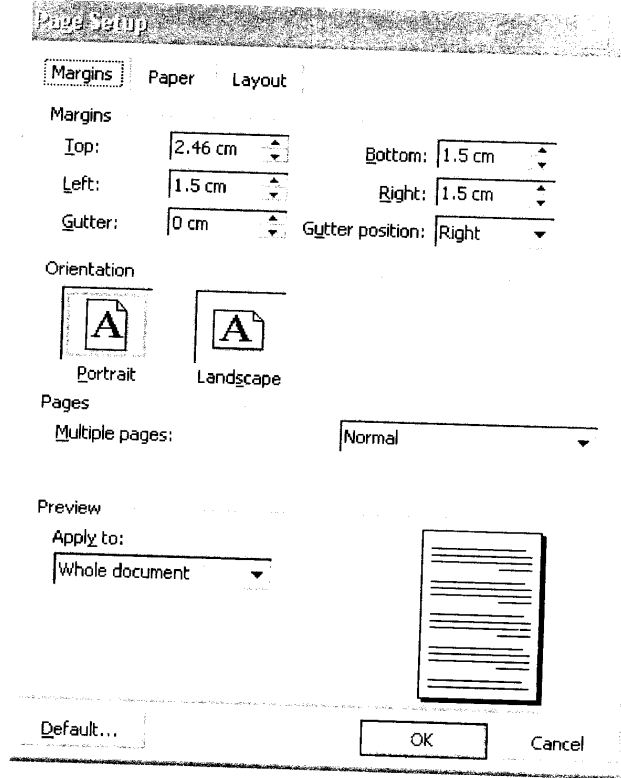 Page Setup
Margins Paper Layout
Margins
Top: 2.46 cm Bottom: 1.5 cm
Left: 1.5 cm Right: 1.5 cm
Gutter: 0 cm Gutter position: Right
Orientation
A A
Portrait Landscape
Pages
Multiple pages: Normal
Preview
Apply to:
Whole document
Default... OK Cancel